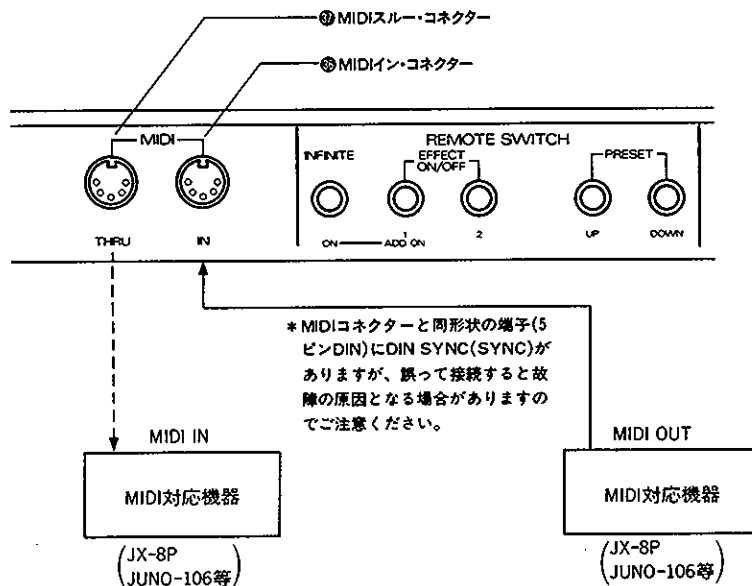 ㊲MIDIスルー・コネクター
㊱MIDIイン・コネクター
MIDI
REMOTE SWITCH
INFINITE
EFFECT
ON/OFF
PRESET
THRU
IN
ON
1
ADD ON
2
UP
DOWN
*MIDIコネクターと同形状の端子(5
ピンDIN)にDIN SYNC(SYNC)が
ありますが、誤って接続すると故
障の原因となる場合がありますの
でご注意ください。
MIDI IN
MIDI対応機器
(JX-8P
JUNO-106等)
MIDI OUT
MIDI対応機器
(JX-8P
JUNO-106等)